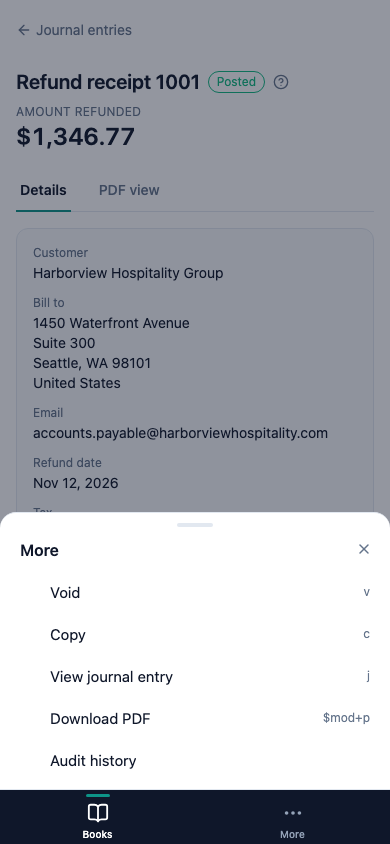 Journal entries
Refund receipt 1001 Posted
AMOUNT REFUNDED
$1,346.77
Details PDF view
Customer
Harborview Hospitality Group
Bill to
1450 Waterfront Avenue
Suite 300
Seattle, WA 98101
United States
Email
accounts.payable@harborviewhospitality.com
Refund date
Nov 12, 2026
More
Void v
Copy c
View journal entry j
Download PDF $mod+p
Audit history
Books More